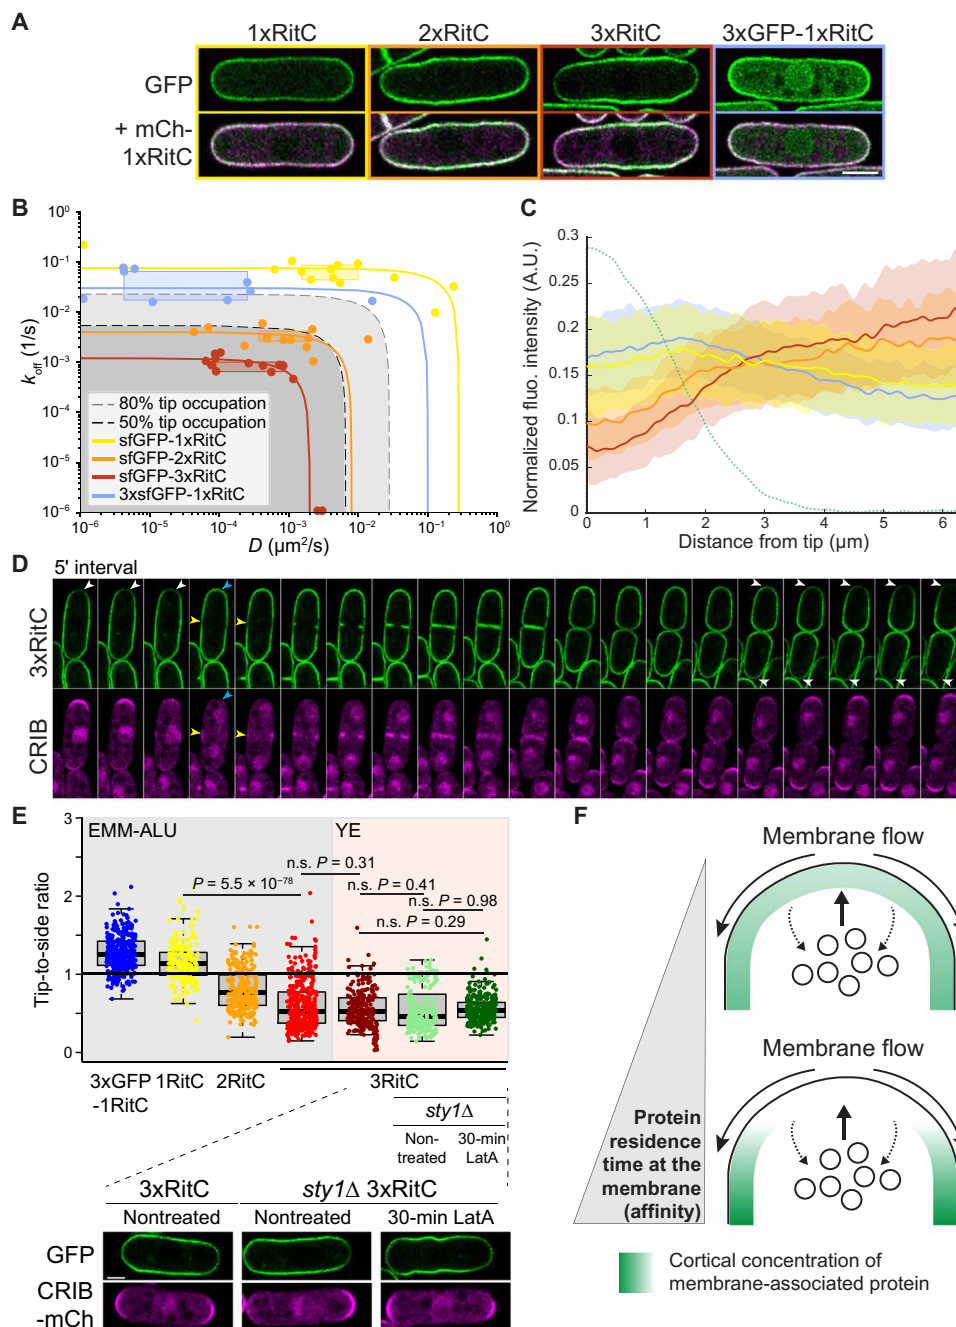 A
1xRitC
2xRitC
3xRitC
3xGFP-1xRitC
GFP
+ mCh-
1xRitC
B
10⁰
10⁻¹
10⁻²
10⁻³
10⁻⁴
10⁻⁵
10⁻⁶
k_off (1/s)
80% tip occupation
50% tip occupation
sfGFP-1xRitC
sfGFP-2xRitC
sfGFP-3xRitC
3xsfGFP-1xRitC
10⁻⁶ 10⁻⁵ 10⁻⁴ 10⁻³ 10⁻² 10⁻¹ 10⁰
D (µm²/s)
C
Normalized fluo. intensity (A.U.)
0.3
0.25
0.2
0.15
0.1
0.05
0
0 1 2 3 4 5 6
Distance from tip (µm)
D
5' interval
3xRitC
CRIB
E
EMM-ALU
YE
Tip-to-side ratio
3
2
1
0
n.s. P = 0.31
P = 5.5 × 10⁻⁷⁸
n.s. P = 0.41
n.s. P = 0.98
n.s. P = 0.29
3xGFP
-1RitC
1RitC
2RitC
3RitC
sty1Δ
Non-
treated
30-min
LatA
3xRitC
sty1Δ 3xRitC
Nontreated
Nontreated
30-min LatA
GFP
CRIB
-mCh
F
Membrane flow
Membrane flow
Protein
residence
time at the
membrane
(affinity)
Cortical concentration of
membrane-associated protein